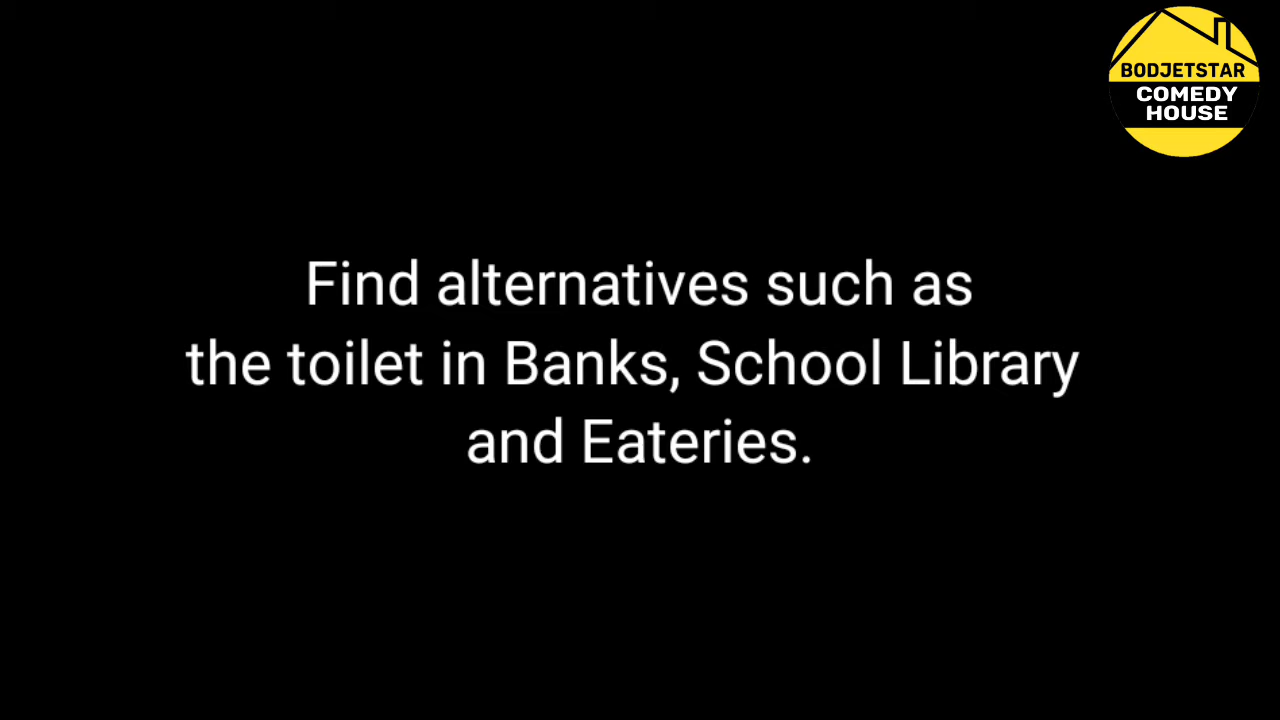 BODJETSTAR
COMEDY
HOUSE
Find alternatives such as
the toilet in Banks, School Library
and Eateries.